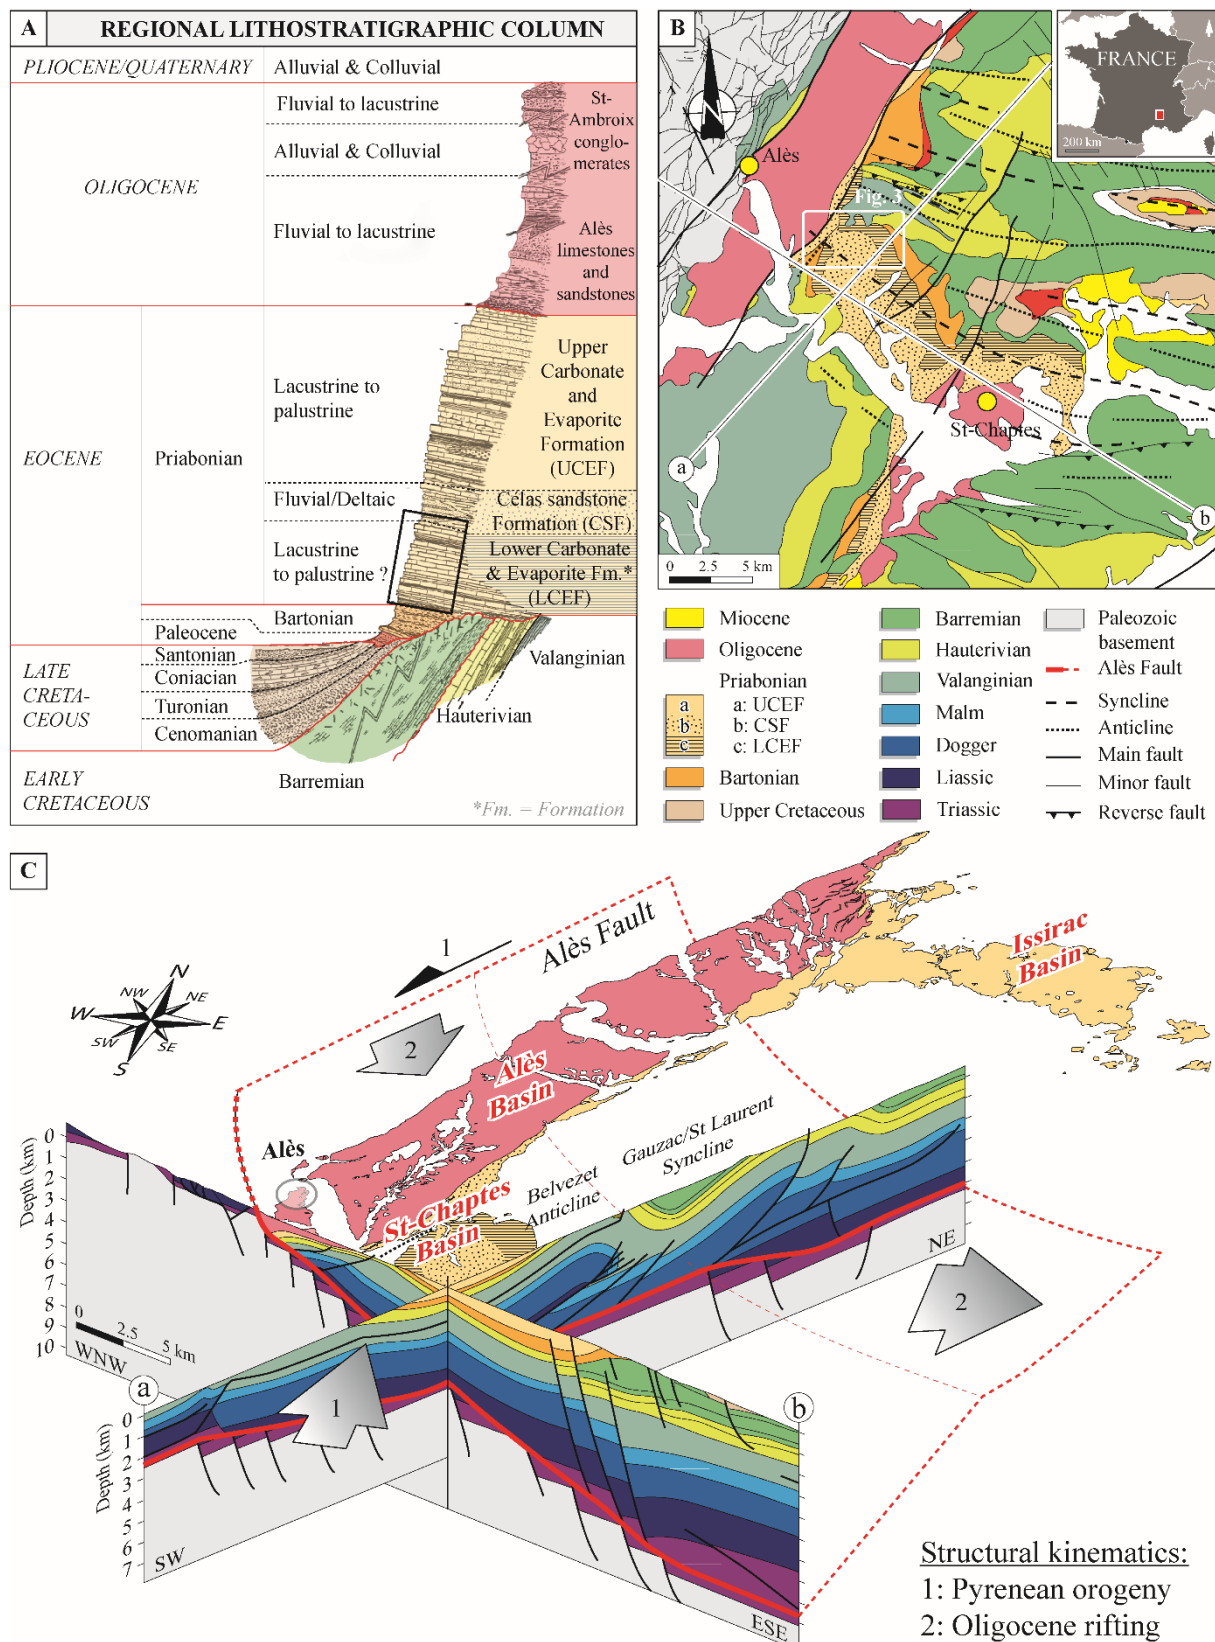 A
REGIONAL LITHOSTRATIGRAPHIC COLUMN
PLIOCENE/QUATERNARY
Alluvial & Colluvial
OLIGOCENE
Fluvial to lacustrine
Alluvial & Colluvial
Fluvial to lacustrine
St-
Ambroix
conglo-
merates
Alès
limestones
and
sandstones
EOCENE
Priabonian
Lacustrine to
palustrine
Upper
Carbonate
and
Evaporite
Formation
(UCEF)
Fluvial/Deltaic
Célas sandstone
Formation (CSF)
Lacustrine
to palustrine ?
Lower Carbonate
& Evaporite Fm.*
(LCEF)
Bartonian
Paleocene
LATE
CRETA-
CEOUS
Santonian
Coniacian
Turonian
Cenomanian
Valanginian
Hauterivian
Barremian
EARLY
CRETACEOUS
*Fm. = Formation
B
N
FRANCE
200 km
Alès
Fig. 3
St-Chaptes
a
b
0 2.5 5 km
Miocene
Oligocene
Priabonian
a
b
c
a: UCEF
b: CSF
c: LCEF
Bartonian
Upper Cretaceous
Barremian
Hauterivian
Valanginian
Malm
Dogger
Liassic
Triassic
Paleozoic
basement
Alès Fault
Syncline
Anticline
Main fault
Minor fault
Reverse fault
C
N
NE
E
SE
S
SW
W
NW
1
Alès Fault
2
Issirac
Basin
Alès
Basin
Alès
St-Chaptes
Basin
Belvezet
Anticline
Gauzac/St Laurent
Syncline
Depth (km)
0
1
2
3
4
5
6
7
8
9
10
0
2.5
5 km
WNW
NE
2
a
1
b
Depth (km)
0
1
2
3
4
5
6
7
SW
ESE
Structural kinematics:
1: Pyrenean orogeny
2: Oligocene rifting